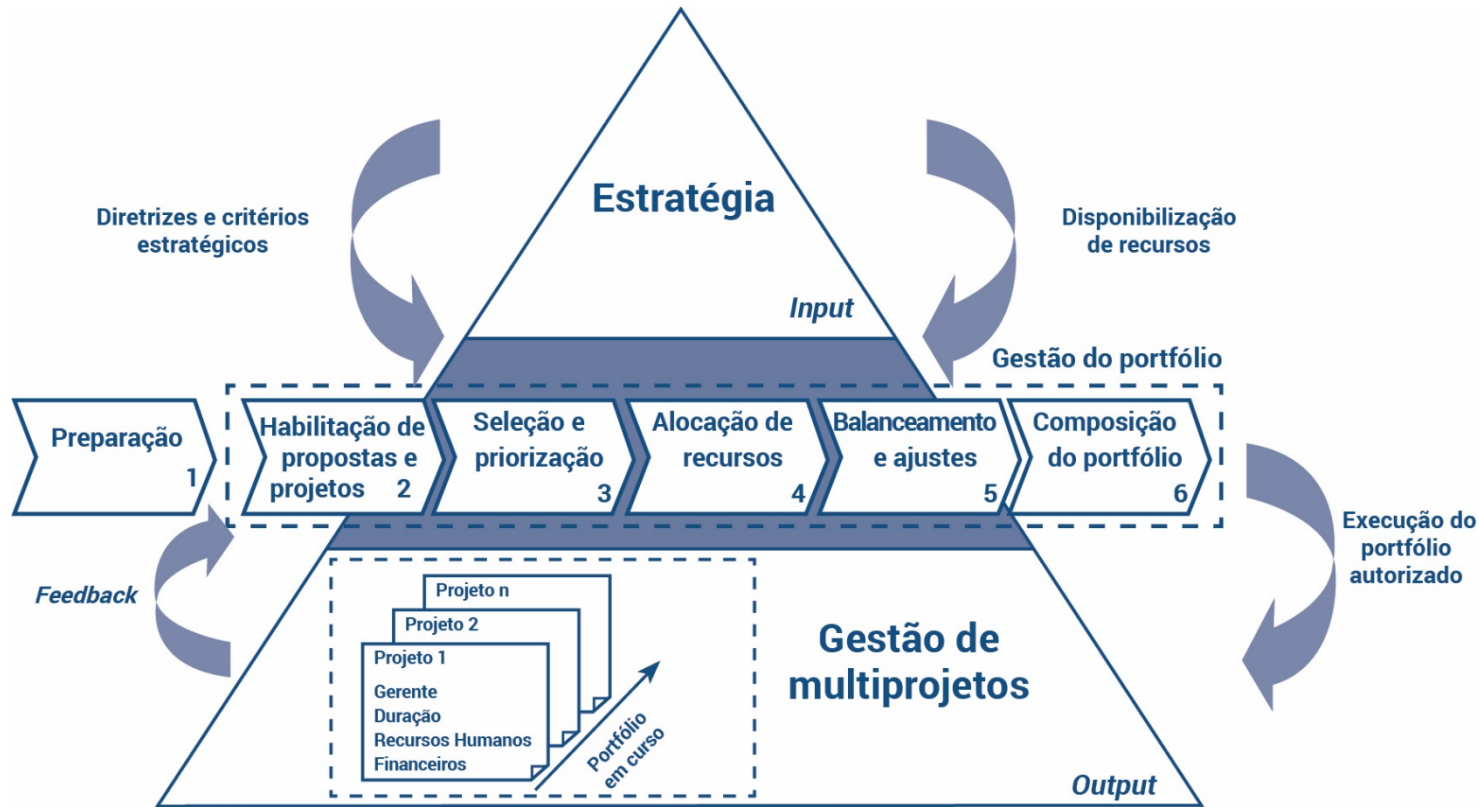 Estratégia
Diretrizes e critérios
estratégicos
Disponibilização
de recursos
Input
Gestão do portfólio
Preparação
1
Habilitação de
propostas e
projetos 2
Seleção e
priorização
3
Alocação de
recursos
4
Balanceamento
e ajustes
5
Composição
do portfólio
6
Feedback
Execução do
portfólio
autorizado
Projeto n
Projeto 2
Projeto 1
Gerente
Duração
Recursos Humanos
Financeiros
Portfólio
em curso
Gestão de
multiprojetos
Output